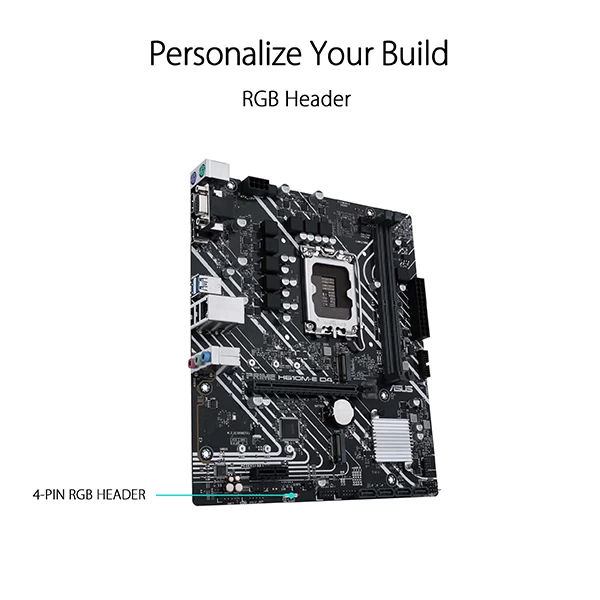 Personalize Your Build
RGB Header
PRIME H610M-E D4
ASUS
4-PIN RGB HEADER